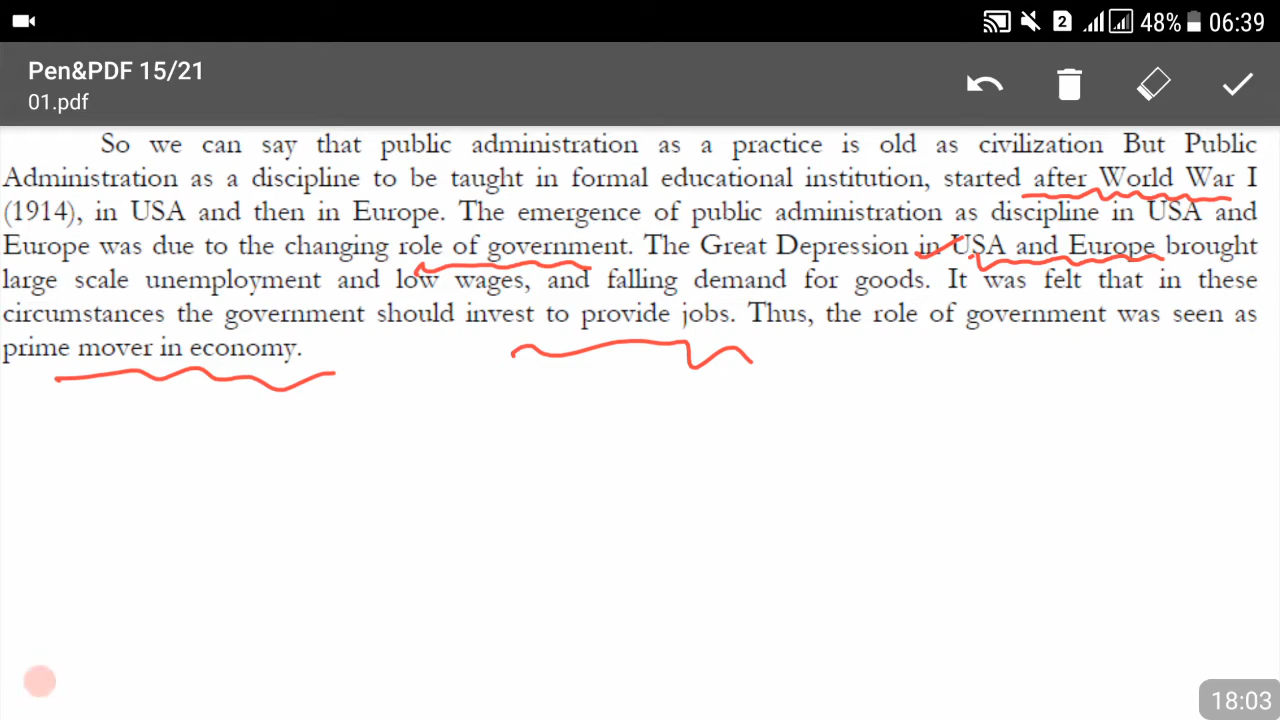 2 48% 06:39
Pen&PDF 15/21
01.pdf
So we can say that public administration as a practice is old as civilization But Public
Administration as a discipline to be taught in formal educational institution, started after World War I
(1914), in USA and then in Europe. The emergence of public administration as discipline in USA and
Europe was due to the changing role of government. The Great Depression in USA and Europe brought
large scale unemployment and low wages, and falling demand for goods. It was felt that in these
circumstances the government should invest to provide jobs. Thus, the role of government was seen as
prime mover in economy.
18:03